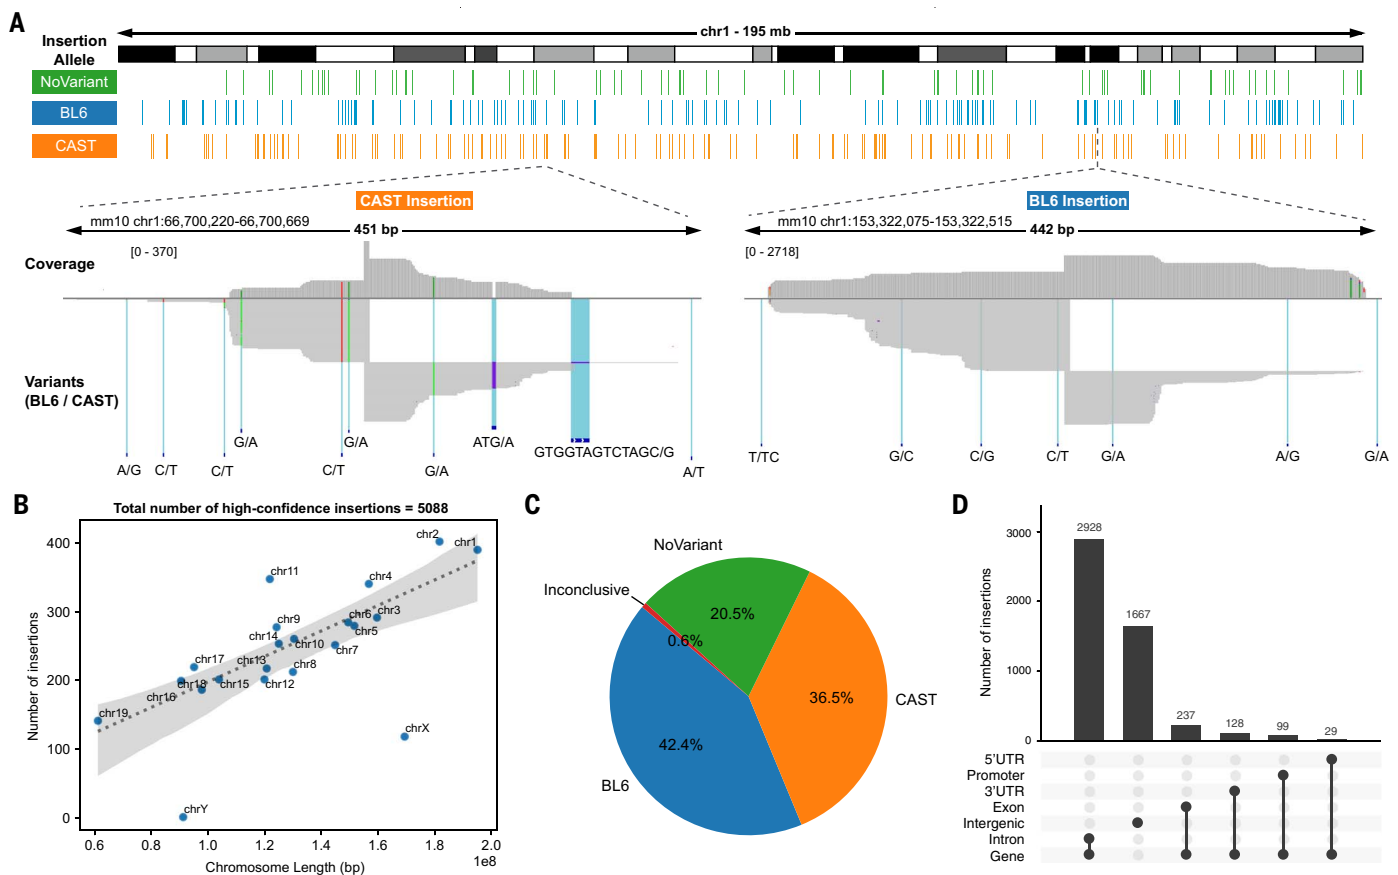 A
chr1 - 195 mb
Insertion
Allele
NoVariant
BL6
CAST
CAST Insertion
BL6 Insertion
mm10 chr1:66,700,220-66,700,669
451 bp
mm10 chr1:153,322,075-153,322,515
442 bp
[0 - 370]
[0 - 2718]
Coverage
Variants
(BL6 / CAST)
A/G
C/T
C/T
G/A
C/T
G/A
G/A
ATG/A
GTGGTAGTCTAGC/G
A/T
T/TC
G/C
C/G
C/T
G/A
A/G
G/A
B
Total number of high-confidence insertions = 5088
Number of insertions
400
300
200
100
0
chr2
chr1
chr11
chr4
chr9
chr6
chr3
chr14
chr10
chr5
chr7
chr17
chr13
chr8
chr16
chr18
chr15
chr12
chr19
chrX
chrY
0.6
0.8
1.0
1.2
1.4
1.6
1.8
2.0
1e8
Chromosome Length (bp)
C
NoVariant
Inconclusive
20.5%
0.6%
36.5%
CAST
42.4%
BL6
D
Number of insertions
3000
2000
1000
0
2928
1667
237
128
99
29
5'UTR
Promoter
3'UTR
Exon
Intergenic
Intron
Gene